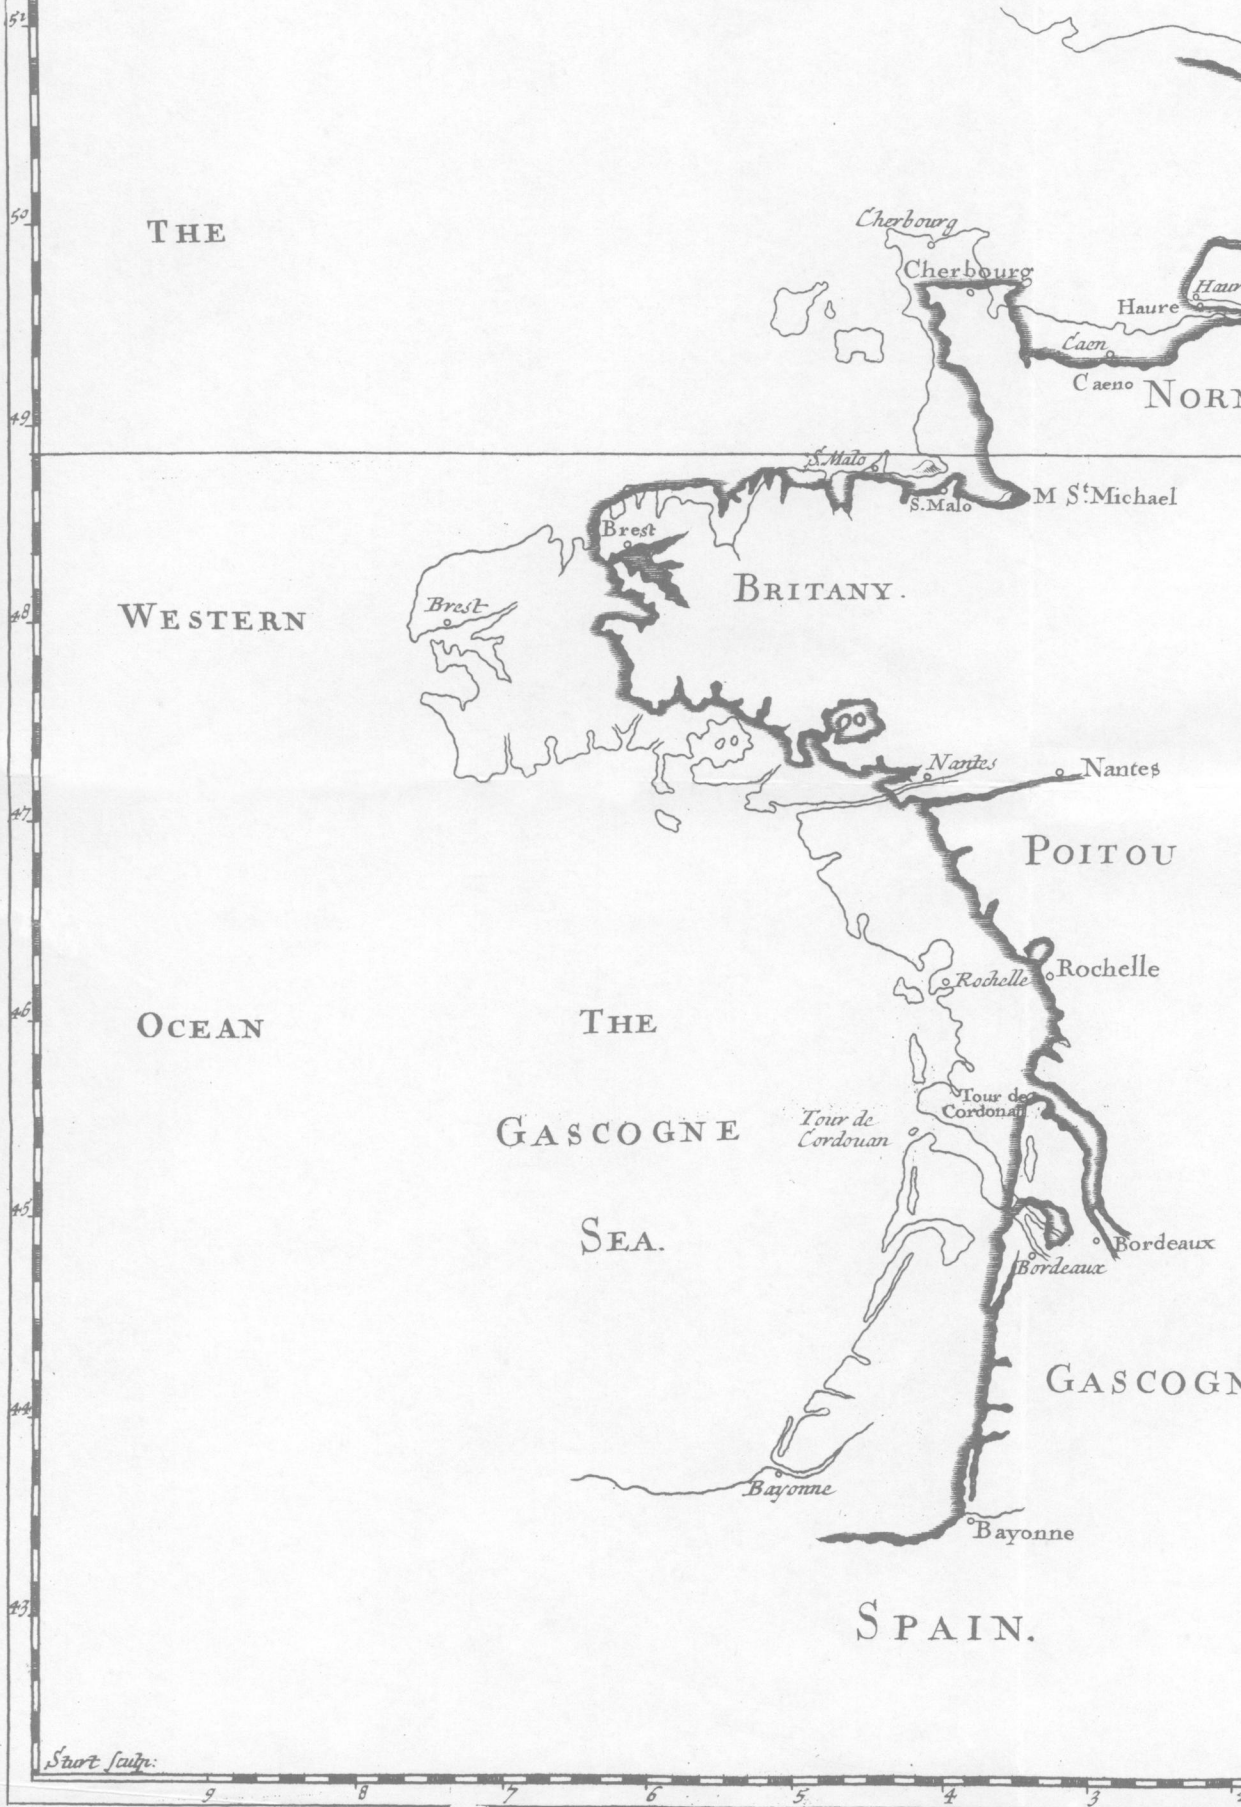 51
50
THE
Cherbourg
Cherbourg
Haure
Caen
Caeno
49
S. Malo
S. Malo
M St. Michael
Brest
Brest
48
WESTERN
BRITANY.
Nantes
Nantes
47
POITOU
Rochelle
Rochelle
46
OCEAN
THE
GASCOGNE
SEA.
Tour de
Cordonan
Tour de
Cordouan
45
Bordeaux
Bordeaux
44
Bayonne
Bayonne
43
SPAIN.
Sturt sculp:
9
8
7
6
5
4
3